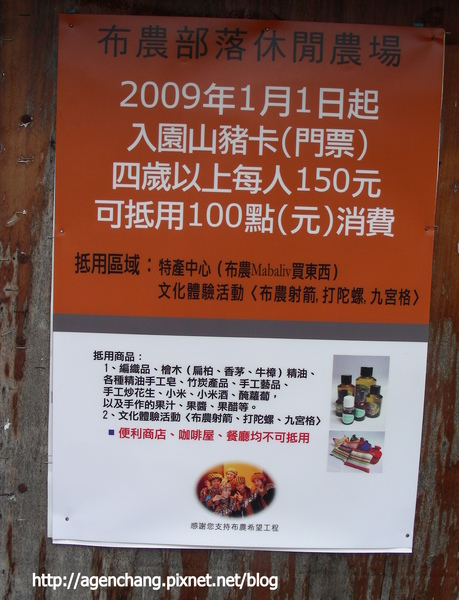 布農部落休閒農場
2009年1月1日起
入園山豬卡(門票)
四歲以上每人150元
可抵用100點(元)消費
抵用區域：特產中心（布農Mabaliv買東西）
文化體驗活動〈布農射箭,打陀螺,九宮格〉
抵用商品：
1、編織品、檜木（扁柏、香茅、牛樟）精油、
各種精油手工皂、竹炭產品、手工藝品、
手工炒花生、小米、小米酒、醃蘿蔔，
以及手作的果汁、果醬、果醋等。
2、文化體驗活動〈布農射箭、打陀螺、九宮格〉
■ 便利商店、咖啡屋、餐廳均不可抵用
感謝您支持布農希望工程
http://agenchang.pixnet.net/blog